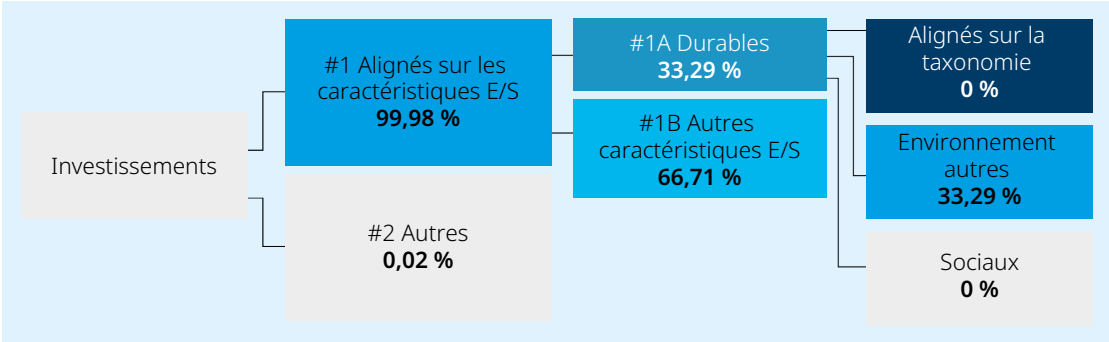 Investissements
#1 Alignés sur les
caractéristiques E/S
99,98 %
#2 Autres
0,02 %
#1A Durables
33,29 %
#1B Autres
caractéristiques E/S
66,71 %
Alignés sur la
taxonomie
0 %
Environnement
autres
33,29 %
Sociaux
0 %